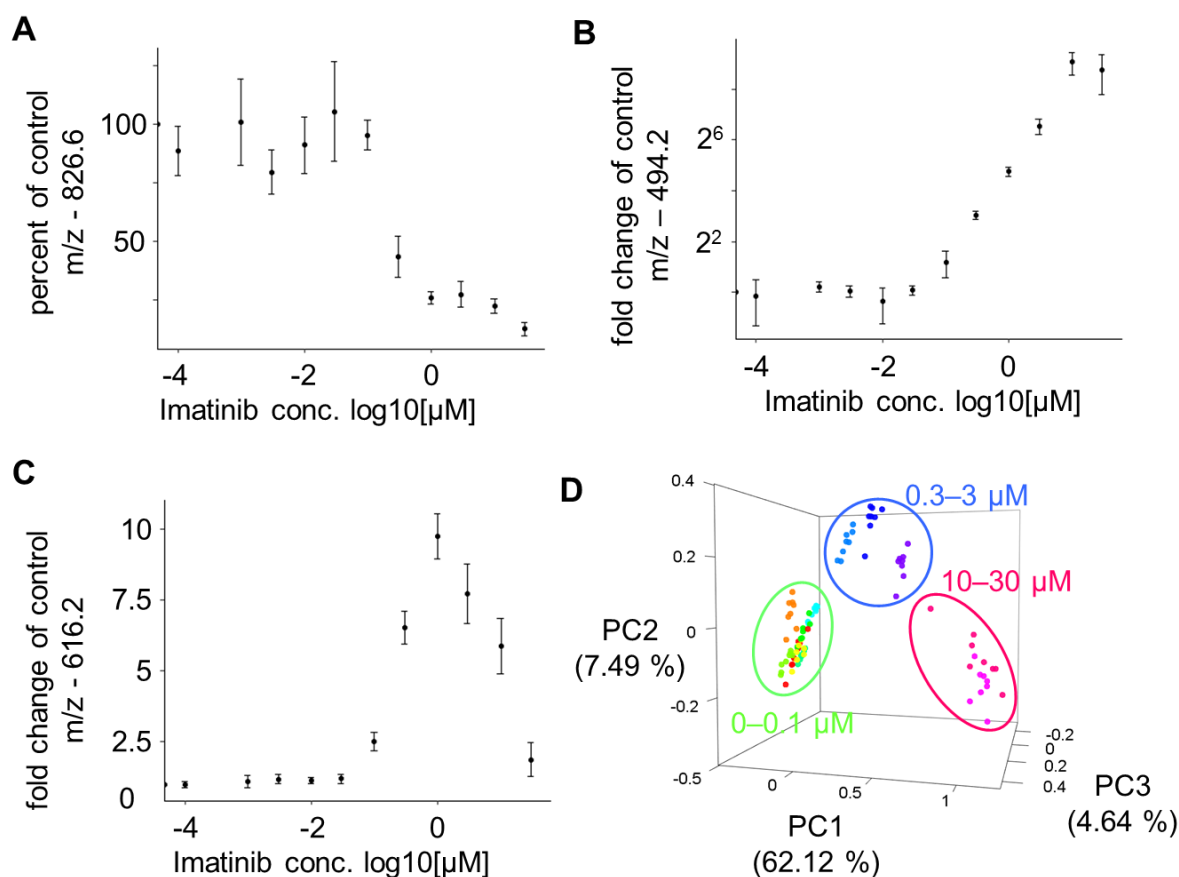 A
percent of control
m/z - 826.6
100
50
-4 -2 0
Imatinib conc. log10[µM]
B
fold change of control
m/z – 494.2
2⁶
2²
-4 -2 0
Imatinib conc. log10[µM]
C
fold change of control
m/z - 616.2
10
7.5
5
2.5
0
-4 -2 0
Imatinib conc. log10[µM]
D
0.4
0.2
0
-0.2
-0.5
0
0.5
1
-0.2
0
0.2
0.4
0.3–3 µM
10–30 µM
0–0.1 µM
PC2
(7.49 %)
PC1
(62.12 %)
PC3
(4.64 %)